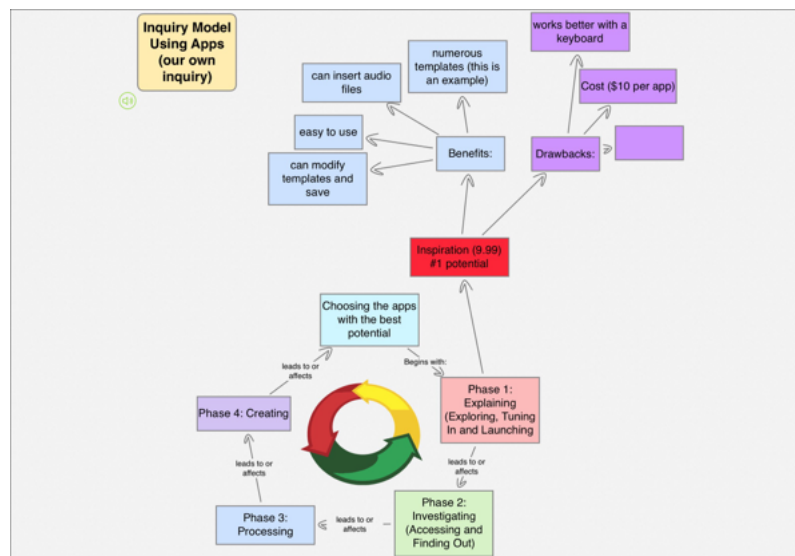 Inquiry Model
Using Apps
(our own
inquiry)
works better with a
keyboard
numerous
templates (this is
an example)
can insert audio
files
Cost ($10 per app)
easy to use
Benefits:
Drawbacks:
can modify
templates and
save
Inspiration (9.99)
#1 potential
Choosing the apps
with the best
potential
Begins with:
leads to or
affects
Phase 1:
Explaining
(Exploring, Tuning
In and Launching
Phase 4: Creating
leads to or
affects
leads to or
affects
Phase 2:
Investigating
(Accessing and
Finding Out)
Phase 3:
Processing
leads to or
affects